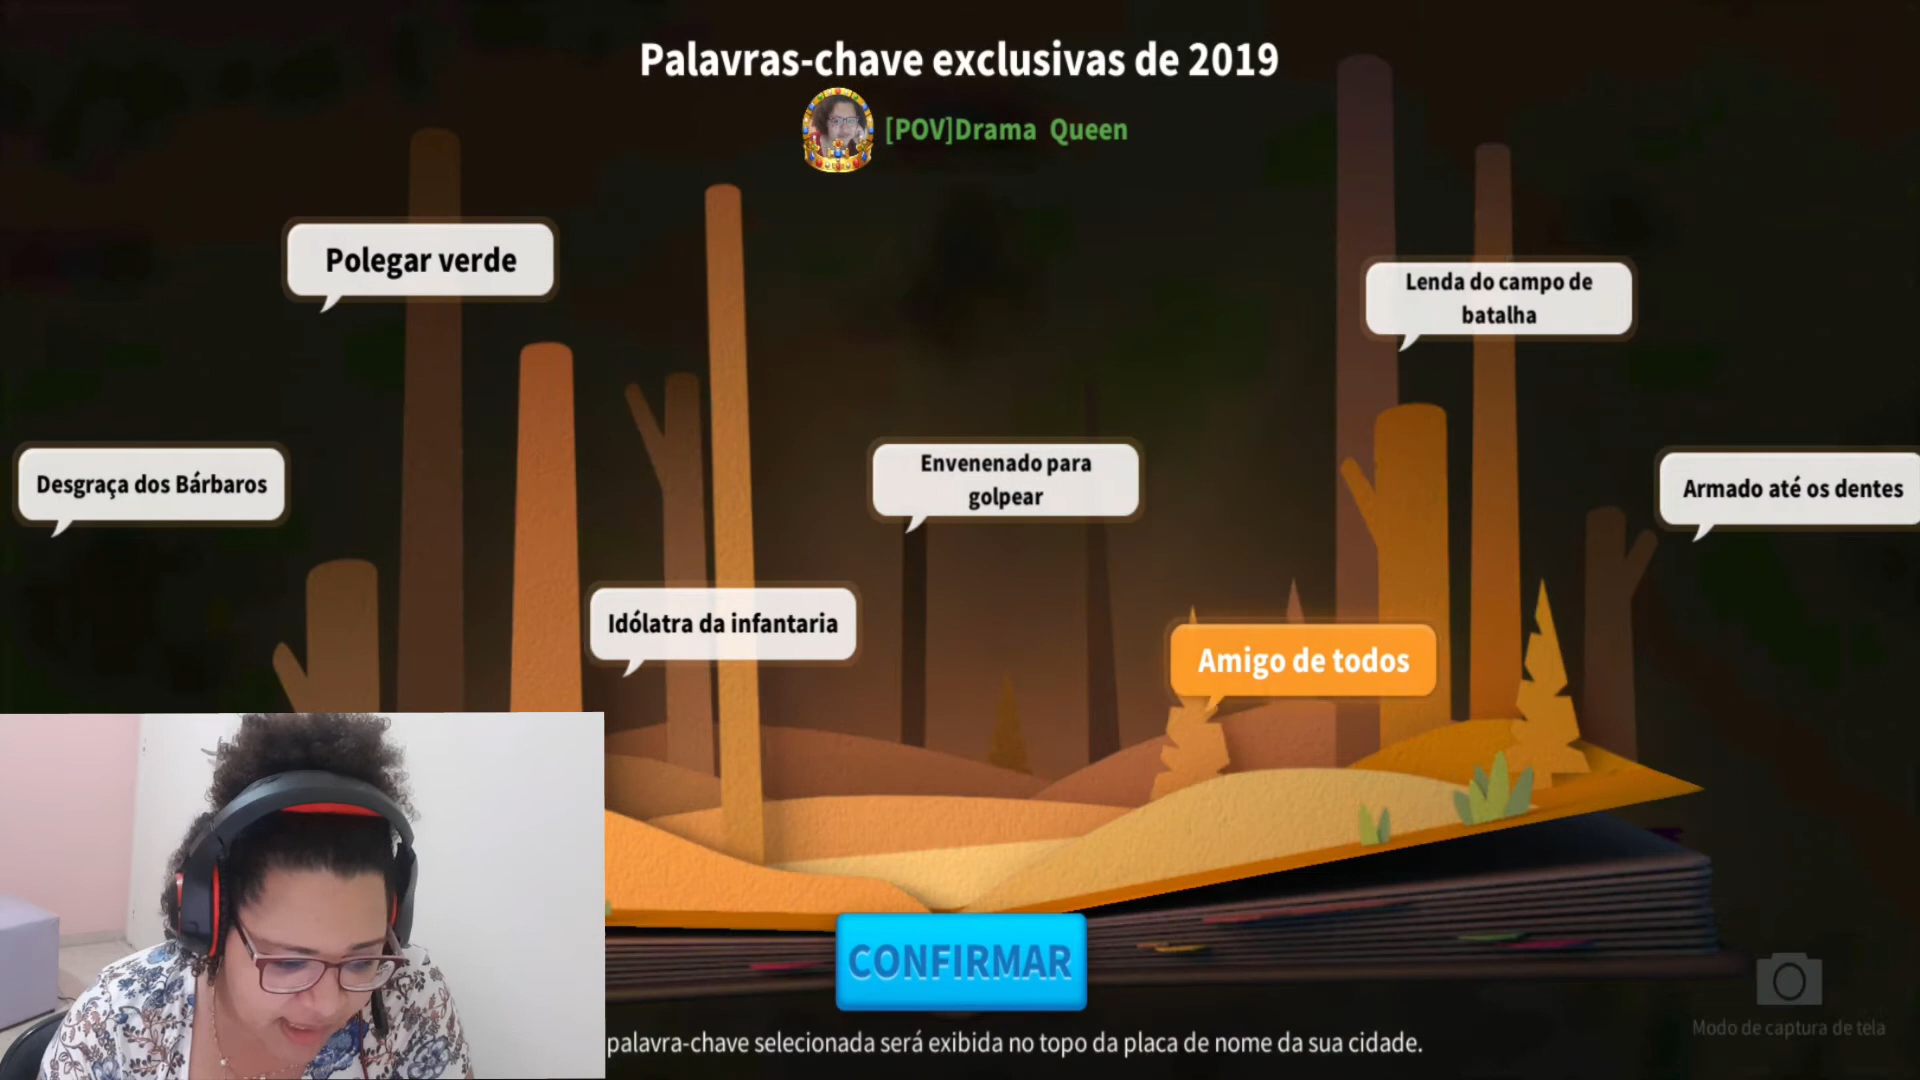 Palavras-chave exclusivas de 2019
[POV]Drama Queen
Polegar verde
Lenda do campo de
batalha
Desgraça dos Bárbaros
Envenenado para
golpear
Armado até os dentes
Idólatra da infantaria
Amigo de todos
CONFIRMAR
palavra-chave selecionada será exibida no topo da placa de nome da sua cidade.
Modo de captura de tela